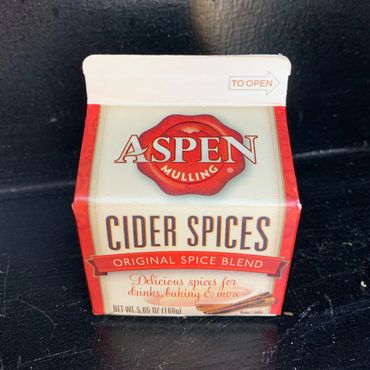 TO OPEN
ASPEN
MULLING ®
CIDER SPICES
ORIGINAL SPICE BLEND
Delicious spices for
drinks, baking & more
NET WT. 5.65 OZ (160g)